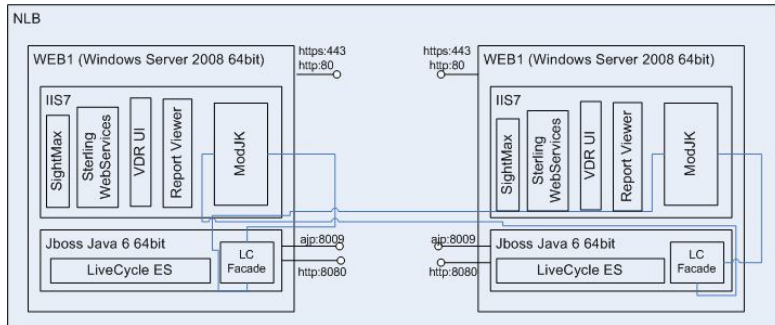 NLB
WEB1 (Windows Server 2008 64bit)
https:443
http:80
IIS7
SightMax
Sterling
WebServices
VDR UI
Report Viewer
ModJK
Jboss Java 6 64bit
LiveCycle ES
LC
Facade
ajp:8009
http:8080
https:443
http:80
WEB1 (Windows Server 2008 64bit)
IIS7
SightMax
Sterling
WebServices
VDR UI
Report Viewer
ModJK
ajp:8009
http:8080
Jboss Java 6 64bit
LiveCycle ES
LC
Facade